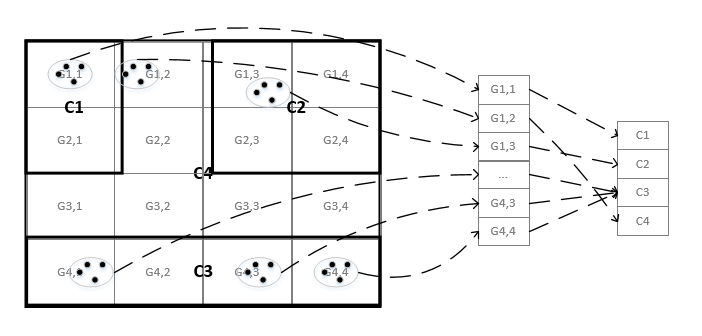 G1,1 G1,2 G1,3 G1,4
C1 C2
G2,1 G2,2 G2,3 G2,4
C4
G3,1 G3,2 G3,3 G3,4
G4,1 G4,2 C3 G4,3 G4,4
G1,1
G1,2
G1,3
...
G4,3
G4,4
C1
C2
C3
C4